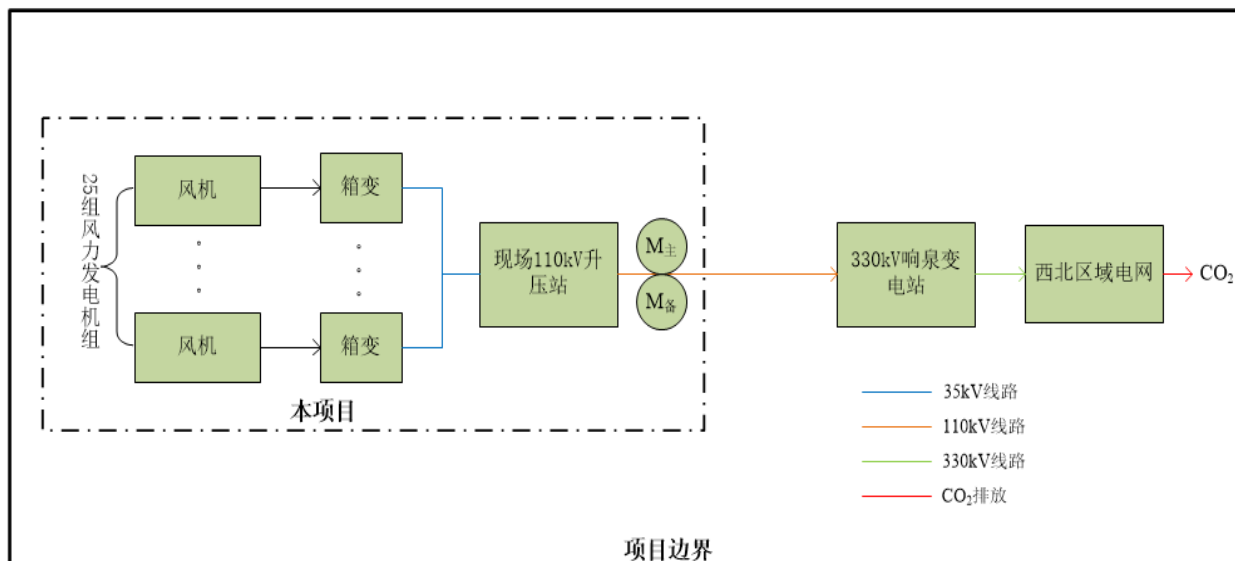 25组风力发电机组
风机
箱变
风机
箱变
现场110kV升
压站
M主
M备
330kV响泉变
电站
西北区域电网
CO₂
本项目
35kV线路
110kV线路
330kV线路
CO₂排放
项目边界